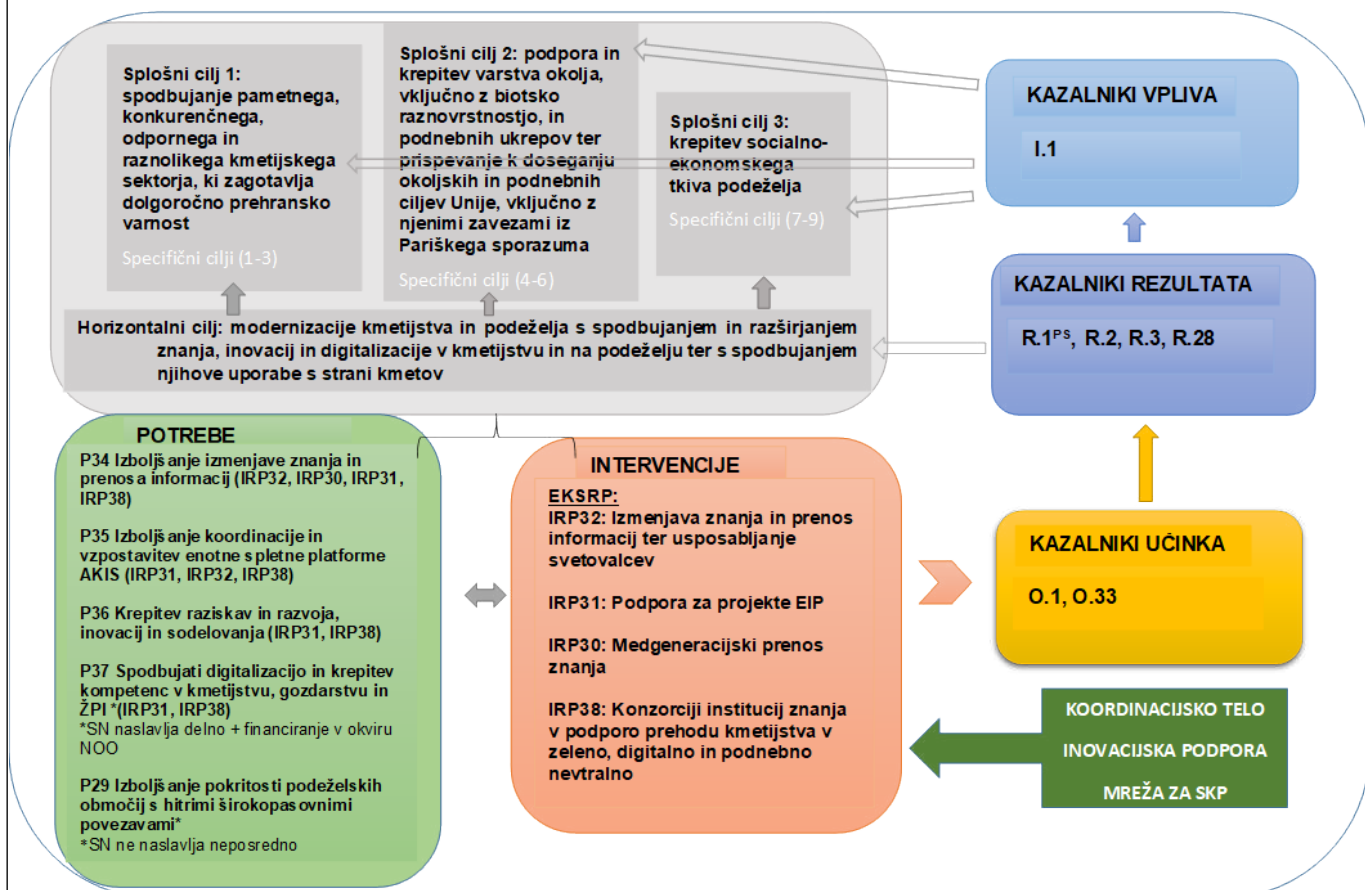 Splošni cilj 1:
spodbujanje pametnega,
konkurenčnega,
odpornega in
raznolikega kmetijskega
sektorja, ki zagotavlja
dolgoročno prehransko
varnost
Specifični cilji (1-3)
Splošni cilj 2: podpora in
krepitev varstva okolja,
vključno z biotsko
raznovrstnostjo, in
podnebnih ukrepov ter
prispevanje k doseganju
okoljskih in podnebnih
ciljev Unije, vključno z
njenimi zavezami iz
Pariškega sporazuma
Specifični cilji (4-6)
Splošni cilj 3:
krepitev socialno-
ekonomskega
tkiva podeželja
Specifični cilji (7-9)
Horizontalni cilj: modernizacije kmetijstva in podeželja s spodbujanjem in razširjanjem
znanja, inovacij in digitalizacije v kmetijstvu in na podeželju ter s spodbujanjem
njihove uporabe s strani kmetov
KAZALNIKI VPLIVA
I.1
KAZALNIKI REZULTATA
R.1PS, R.2, R.3, R.28
POTREBE
P34 Izboljšanje izmenjave znanja in
prenosa informacij (IRP32, IRP30, IRP31,
IRP38)
P35 Izboljšanje koordinacije in
vzpostavitev enotne spletne platforme
AKIS (IRP31, IRP32, IRP38)
P36 Krepitev raziskav in razvoja,
inovacij in sodelovanja (IRP31, IRP38)
P37 Spodbujati digitalizacijo in krepitev
kompetenc v kmetijstvu, gozdarstvu in
ŽPI *(IRP31, IRP38)
*SN naslavlja delno + financiranje v okviru
NOO
P29 Izboljšanje pokritosti podeželskih
območij s hitrimi širokopasovnimi
povezavami*
*SN ne naslavlja neposredno
INTERVENCIJE
EKSRP:
IRP32: Izmenjava znanja in prenos
informacij ter usposabljanje
svetovalcev
IRP31: Podpora za projekte EIP
IRP30: Medgeneracijski prenos
znanja
IRP38: Konzorciji institucij znanja
v podporo prehodu kmetijstva v
zeleno, digitalno in podnebno
nevtralno
KAZALNIKI UČINKA
O.1, O.33
KOORDINACIJSKO TELO
INOVACIJSKA PODPORA
MREŽA ZA SKP